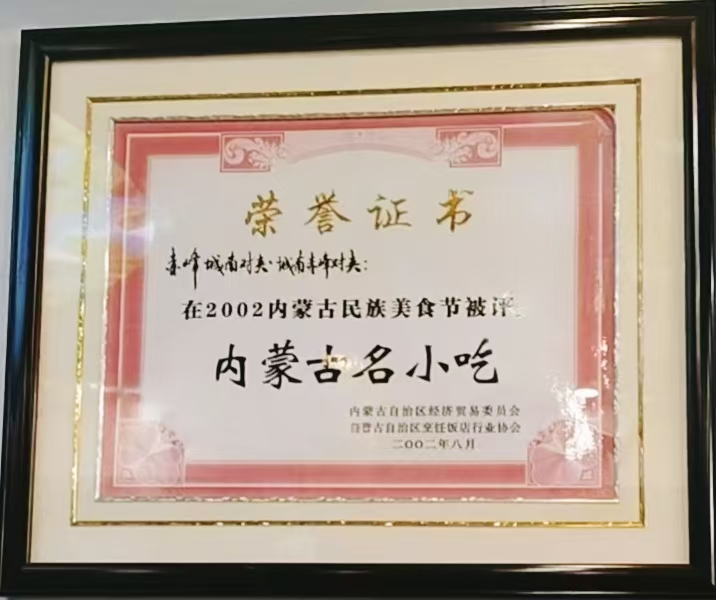 荣誉证书
赤峰城南对夹·城南赤峰对夹：
在2002内蒙古民族美食节被评
内蒙古名小吃
内蒙古自治区经济贸易委员会
内蒙古自治区烹饪饭店行业协会
二〇〇二年八月